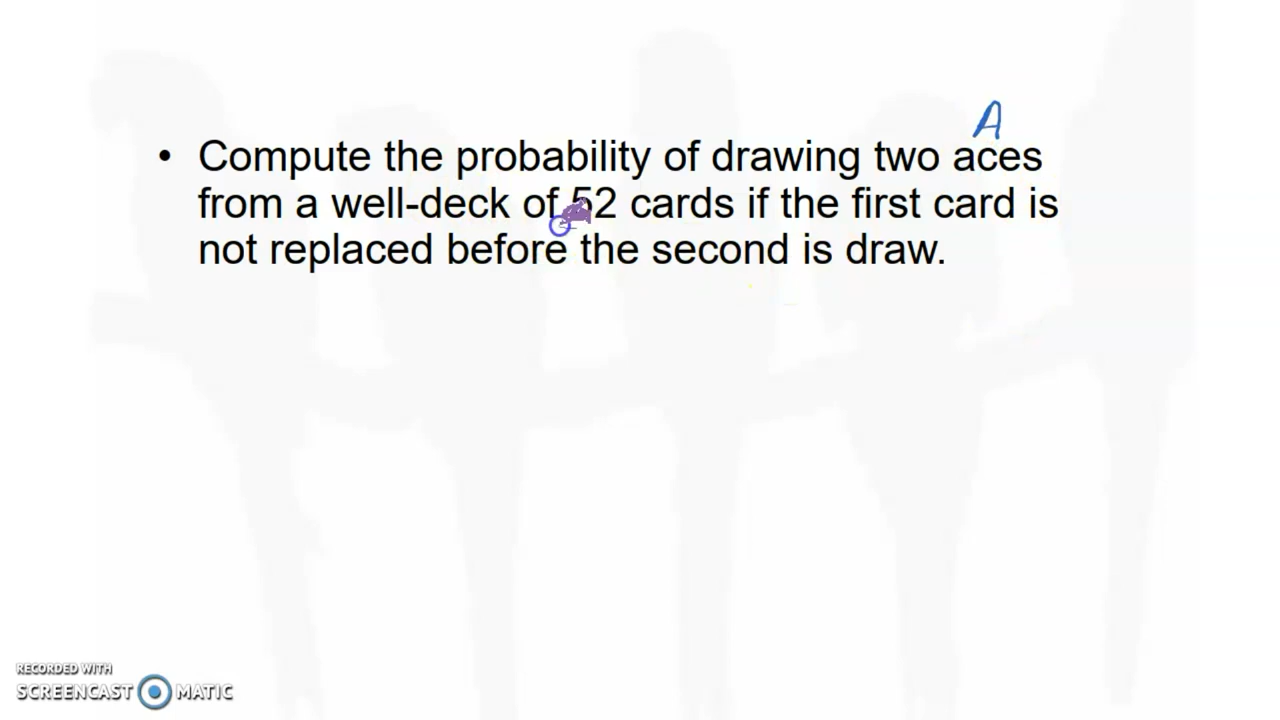 A
• Compute the probability of drawing two aces
from a well-deck of 52 cards if the first card is
not replaced before the second is draw.
RECORDED WITH
SCREENCAST MATIC